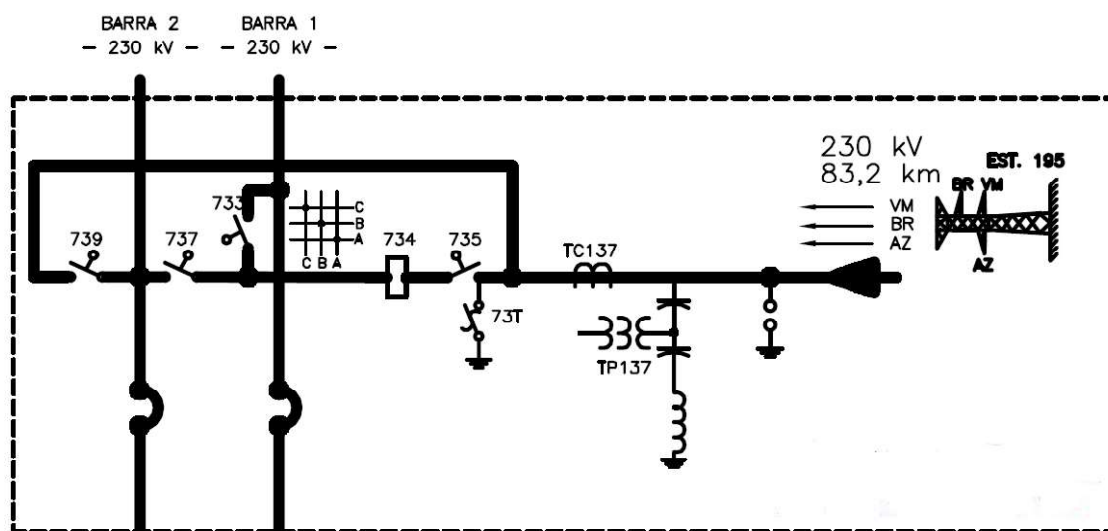 BARRA 2
- 230 kV -
BARRA 1
- 230 kV -
230 kV
83,2 km
EST. 195
BR
VM
VM
BR
AZ
AZ
733
C
B
A
C B A
739
737
734
735
TC137
73T
TP137